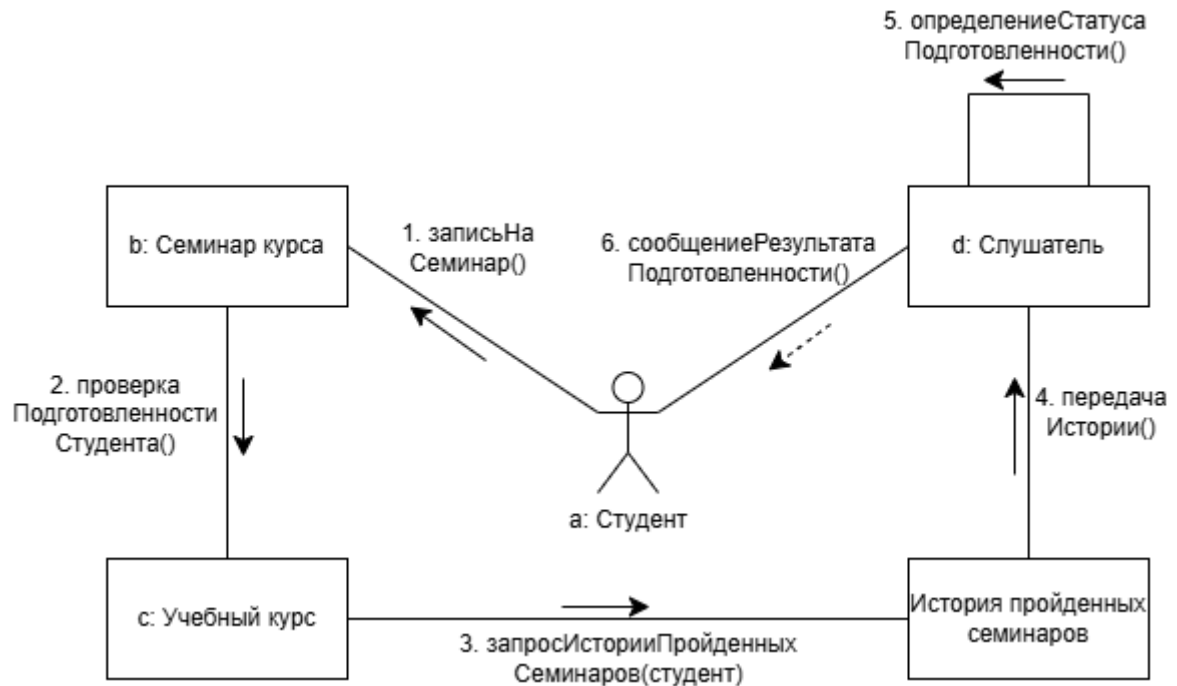 5. определениеСтатуса
Подготовленности()
b: Семинар курса
1. записьНа
Семинар()
6. сообщениеРезультата
Подготовленности()
d: Слушатель
2. проверка
Подготовленности
Студента()
4. передача
Истории()
a: Студент
c: Учебный курс
3. запросИсторииПройденных
Семинаров(студент)
История пройденных
семинаров